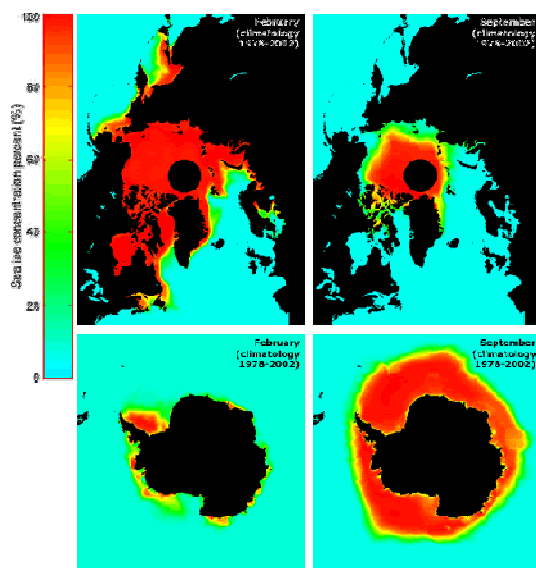 Sea ice concentration percent (%)
100
80
60
40
20
0
February
(climatology
1978-2002)
September
(climatology
1978-2002)
February
(climatology
1978-2002)
September
(climatology
1978-2002)